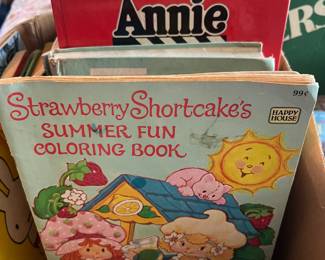 Annie
Strawberry Shortcake's
SUMMER FUN
COLORING BOOK
99¢
HAPPY
HOUSE